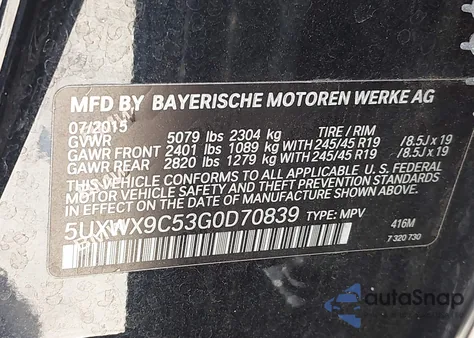 MFD BY BAYERISCHE MOTOREN WERKE AG
07/2015
GVWR 5079 lbs 2304 kg TIRE / RIM
GAWR FRONT 2401 lbs 1089 kg WITH 245/45 R19 / 8.5J x 19
GAWR REAR 2820 lbs 1279 kg WITH 245/45 R19 / 8.5J x 19
THIS VEHICLE CONFORMS TO ALL APPLICABLE U.S. FEDERAL
MOTOR VEHICLE SAFETY STANDARDS IN EFFECT ON THE
DATE OF MANUFACTURE SHOWN ABOVE.
5UXWX9C53G0D70839 TYPE: MPV
416M
7 320 730
autoSnap